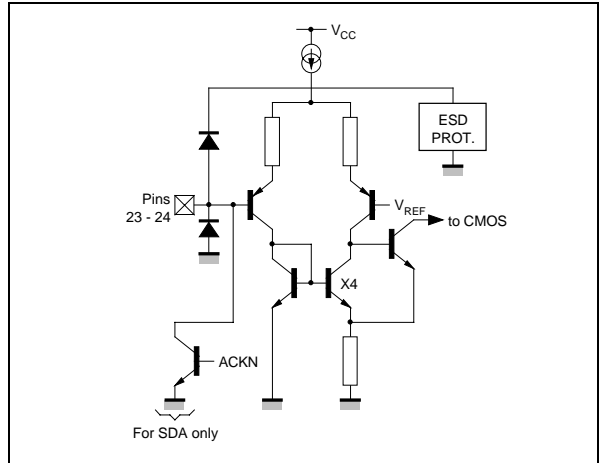 VCC
ESD
PROT.
Pins
23 - 24
VREF
to CMOS
X4
ACKN
For SDA only